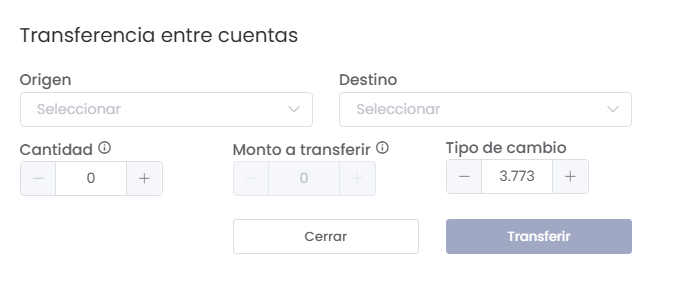 Transferencia entre cuentas
Origen Destino
Seleccionar Seleccionar
Cantidad Monto a transferir Tipo de cambio
− 0 + − 0 + − 3.773 +
Cerrar Transferir